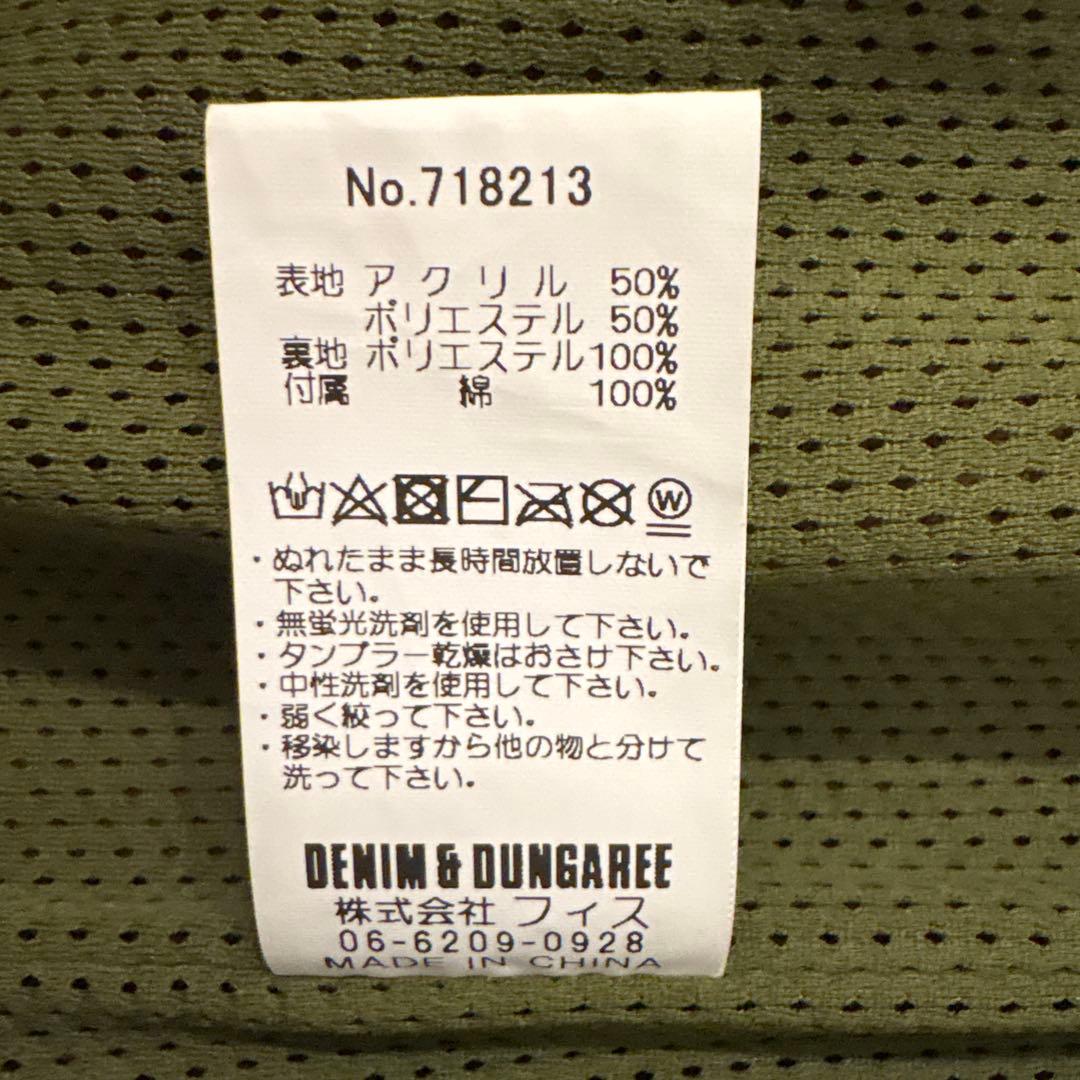 No.718213
表地 アクリル 50%
ポリエステル 50%
裏地 ポリエステル 100%
付属 綿 100%
W
・ぬれたまま長時間放置しないで
下さい。
・無蛍光洗剤を使用して下さい。
・タンブラー乾燥はおさけ下さい。
・中性洗剤を使用して下さい。
・弱く絞って下さい。
・移染しますから他の物と分けて
洗って下さい。
DENIM & DUNGAREE
株式会社 フィス
06-6209-0928
MADE IN CHINA